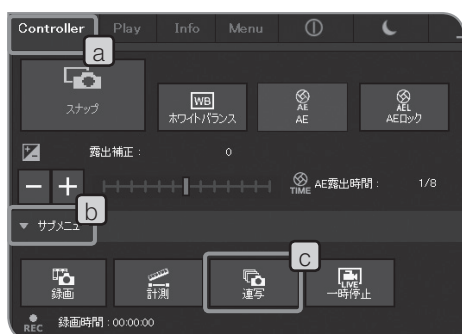 Controller Play Info Menu
a
スナップ
WB ホワイトバランス
AE AE
AEL AEロック
露出補正 : 0
TIME AE露出時間 : 1/8
b
▼ サブメニュー
c
録画 計測 連写 LIVE 一時停止
REC 録画時間 : 00:00:00